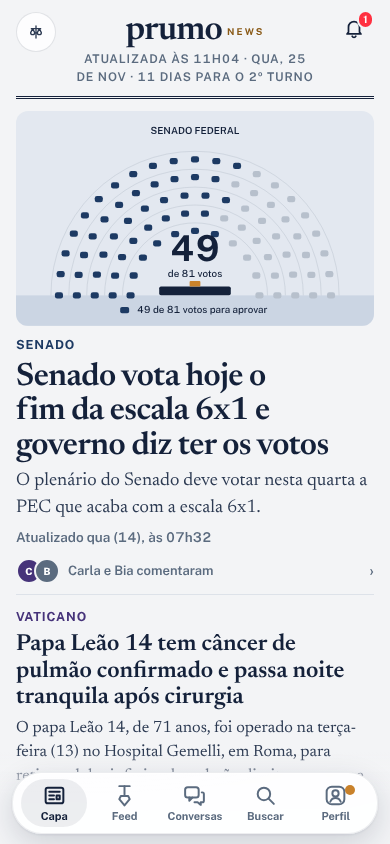 prumo NEWS
1
ATUALIZADA ÀS 11H04 · QUA, 25
DE NOV · 11 DIAS PARA O 2º TURNO
SENADO FEDERAL
49
de 81 votos
49 de 81 votos para aprovar
SENADO
Senado vota hoje o
fim da escala 6x1 e
governo diz ter os votos
O plenário do Senado deve votar nesta quarta a
PEC que acaba com a escala 6x1.
Atualizado qua (14), às 07h32
C B Carla e Bia comentaram ›
VATICANO
Papa Leão 14 tem câncer de
pulmão confirmado e passa noite
tranquila após cirurgia
O papa Leão 14, de 71 anos, foi operado na terça-
feira (13) no Hospital Gemelli, em Roma, para
Capa Feed Conversas Buscar Perfil